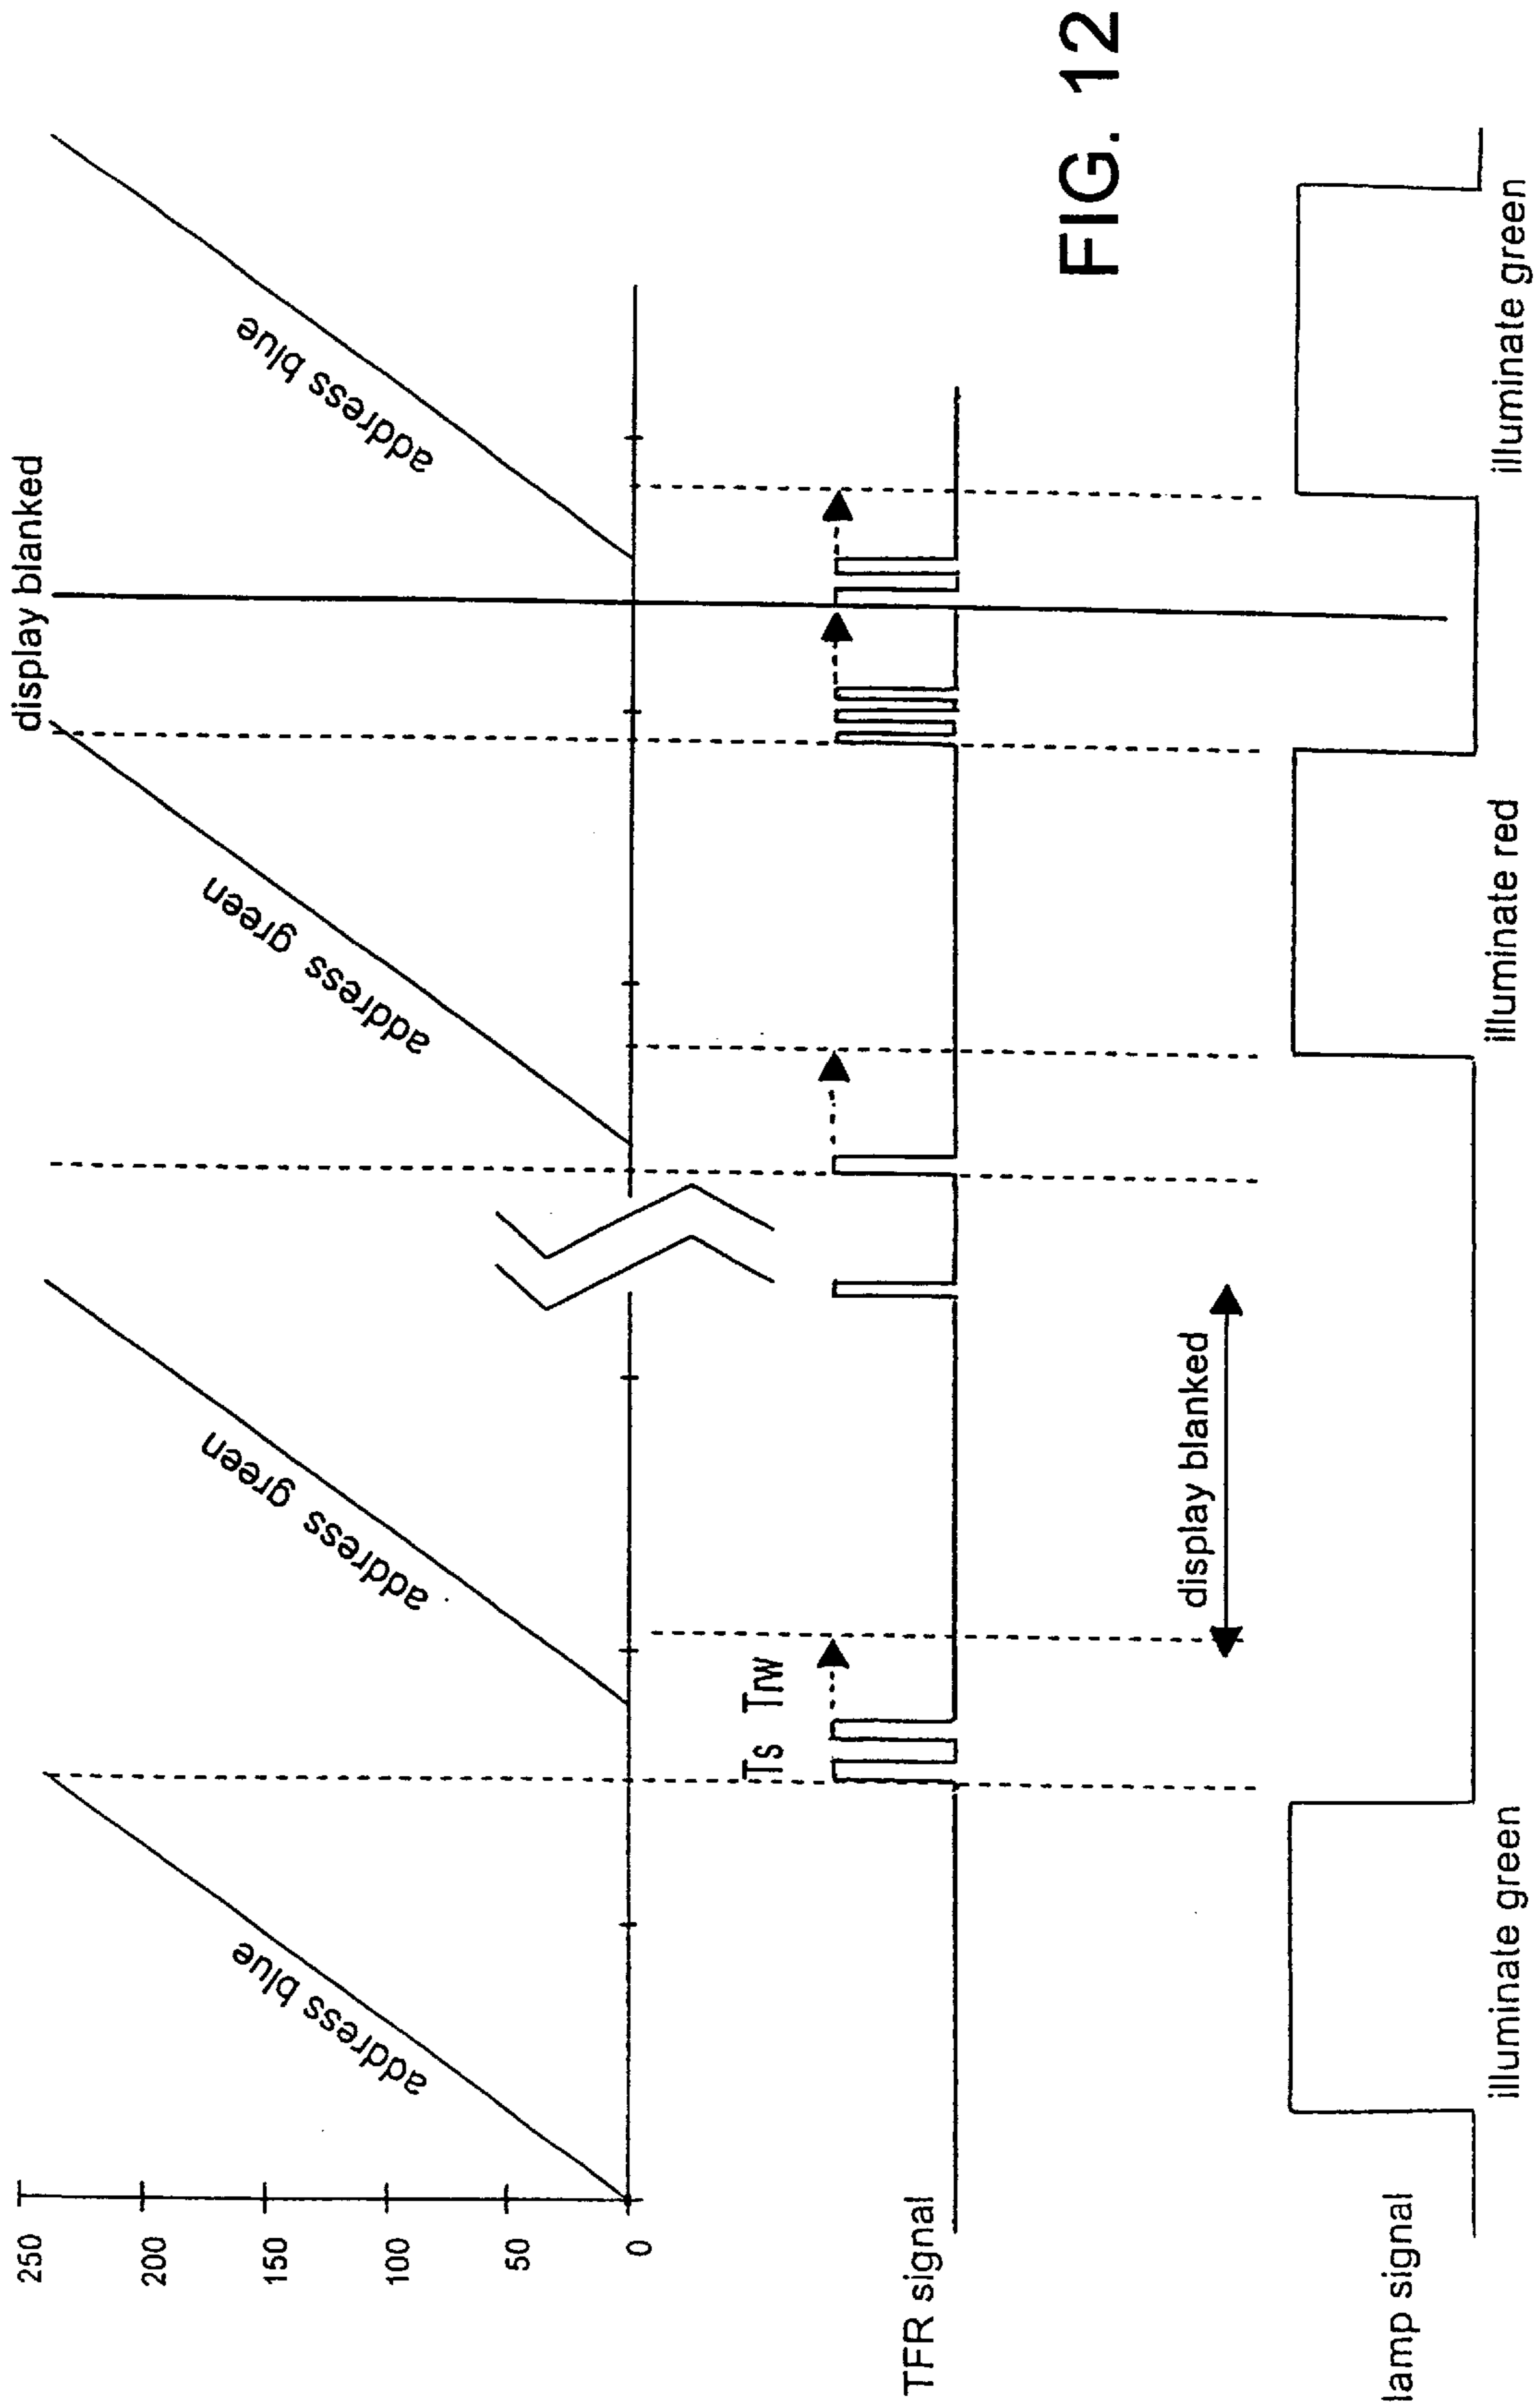 display blanked
250
200
150
100
50
0
address blue
address green
address green
address blue
Ts Trw
TFR signal
display blanked
FIG. 12
lamp signal
illuminate green
illuminate red
illuminate green